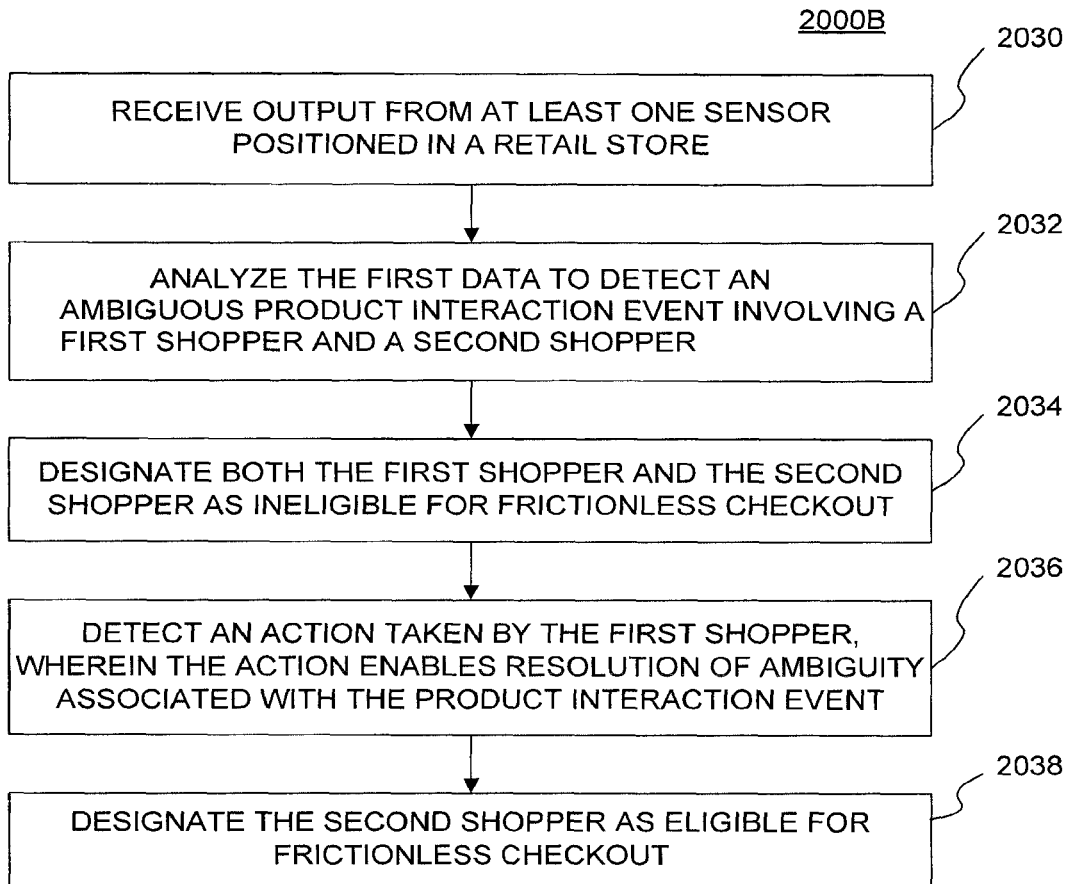 2000B
2030
RECEIVE OUTPUT FROM AT LEAST ONE SENSOR
POSITIONED IN A RETAIL STORE
2032
ANALYZE THE FIRST DATA TO DETECT AN
AMBIGUOUS PRODUCT INTERACTION EVENT INVOLVING A
FIRST SHOPPER AND A SECOND SHOPPER
2034
DESIGNATE BOTH THE FIRST SHOPPER AND THE SECOND
SHOPPER AS INELIGIBLE FOR FRICTIONLESS CHECKOUT
2036
DETECT AN ACTION TAKEN BY THE FIRST SHOPPER,
WHEREIN THE ACTION ENABLES RESOLUTION OF AMBIGUITY
ASSOCIATED WITH THE PRODUCT INTERACTION EVENT
2038
DESIGNATE THE SECOND SHOPPER AS ELIGIBLE FOR
FRICTIONLESS CHECKOUT